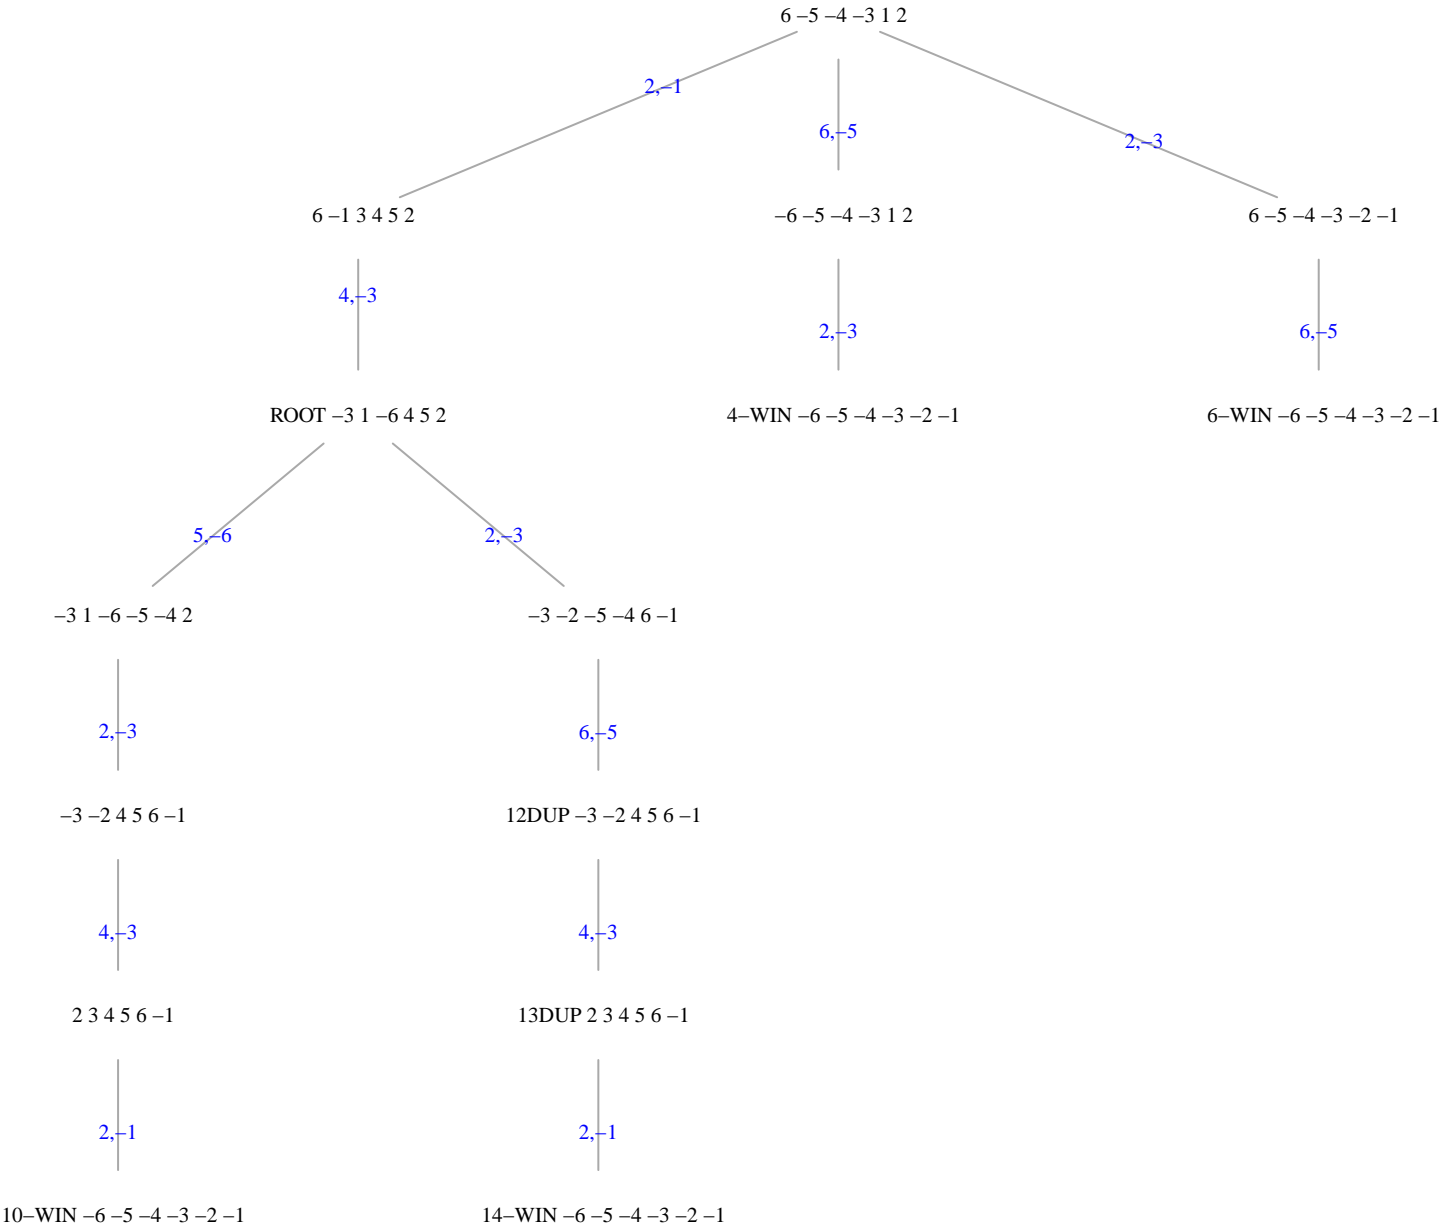 6 –5 –4 –3 1 2
2,–1
6,–5
2,–3
6 –1 3 4 5 2
–6 –5 –4 –3 1 2
6 –5 –4 –3 –2 –1
4,–3
2,–3
6,–5
ROOT –3 1 –6 4 5 2
4–WIN –6 –5 –4 –3 –2 –1
6–WIN –6 –5 –4 –3 –2 –1
5,–6
2,–3
–3 1 –6 –5 –4 2
–3 –2 –5 –4 6 –1
2,–3
6,–5
–3 –2 4 5 6 –1
12DUP –3 –2 4 5 6 –1
4,–3
4,–3
2 3 4 5 6 –1
13DUP 2 3 4 5 6 –1
2,–1
2,–1
10–WIN –6 –5 –4 –3 –2 –1
14–WIN –6 –5 –4 –3 –2 –1